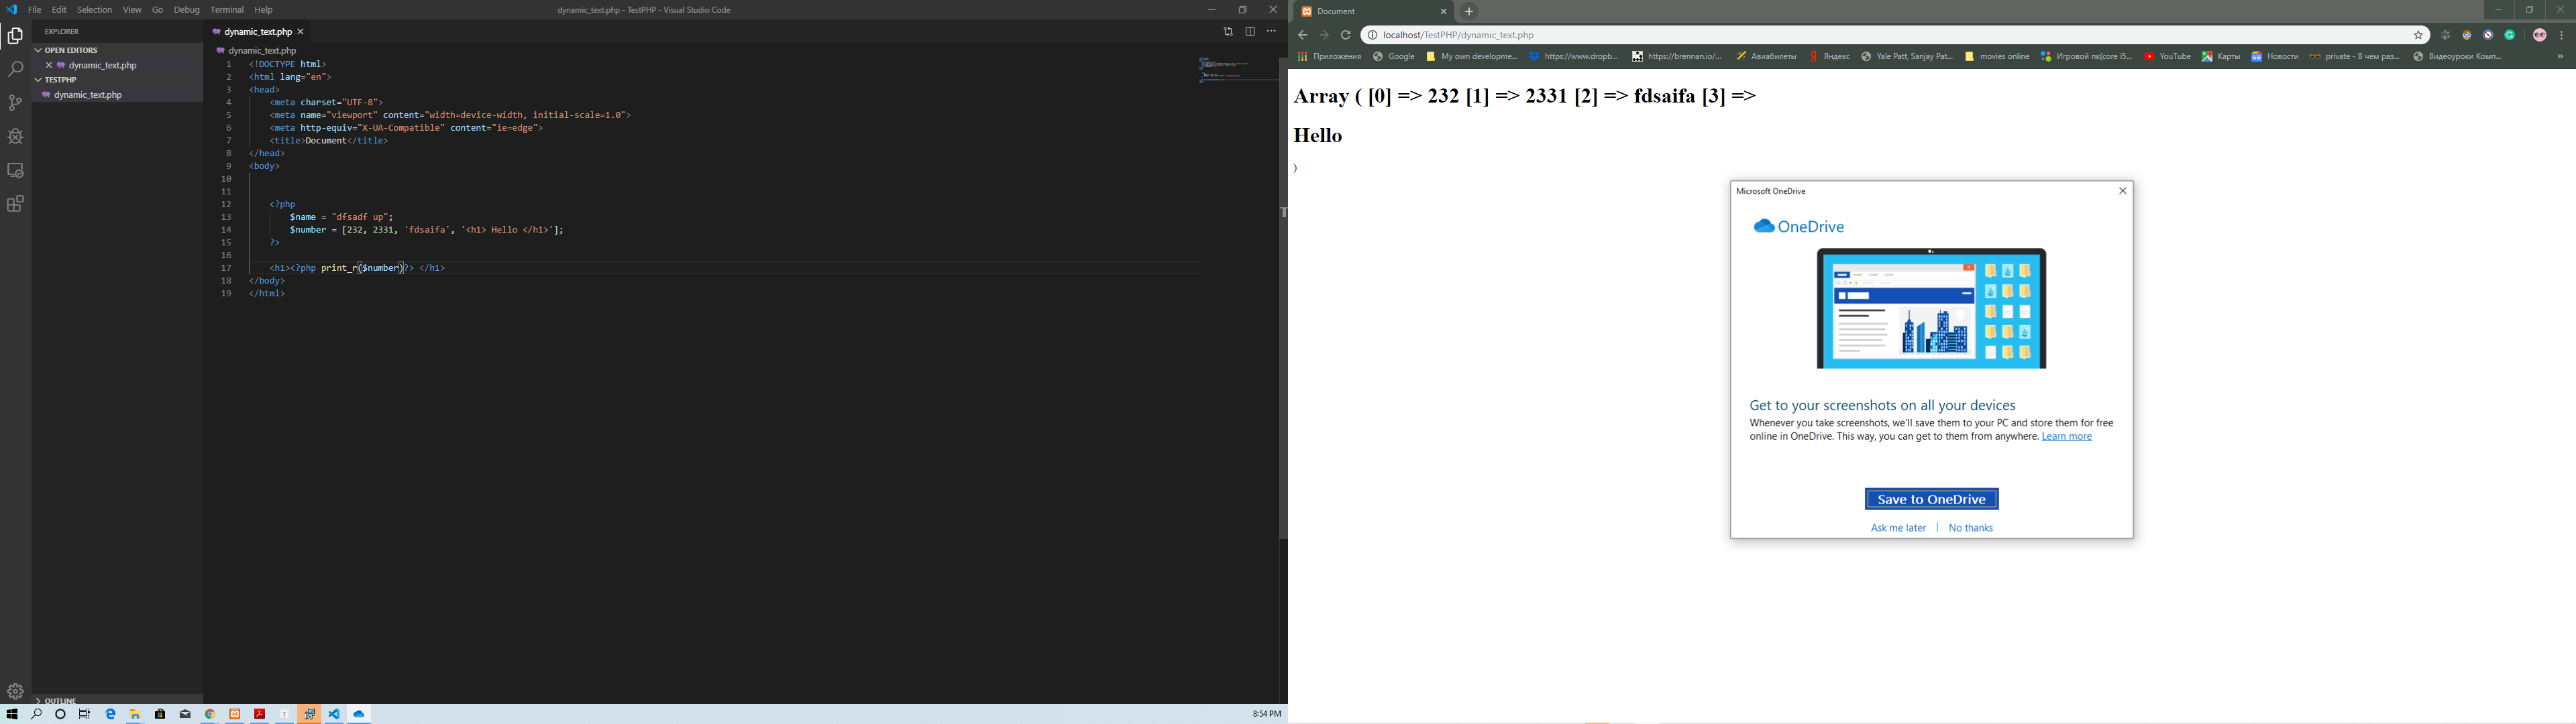 File Edit Selection View Go Debug Terminal Help
dynamic_text.php - TestPHP - Visual Studio Code
EXPLORER
OPEN EDITORS
dynamic_text.php
TESTPHP
dynamic_text.php
OUTLINE
dynamic_text.php
dynamic_text.php
1 <!DOCTYPE html>
2 <html lang="en">
3 <head>
4 <meta charset="UTF-8">
5 <meta name="viewport" content="width=device-width, initial-scale=1.0">
6 <meta http-equiv="X-UA-Compatible" content="ie=edge">
7 <title>Document</title>
8 </head>
9 <body>
10
11
12 <?php
13 $name = "dfsadf up";
14 $number = [232, 2331, 'fdsaifa', '<h1> Hello </h1>'];
15 ?>
16
17 <h1><?php print_r($number)?> </h1>
18 </body>
19 </html>
8:54 PM
Document
localhost/TestPHP/dynamic_text.php
Приложения Google My own developme... https://www.dropb... https://brennan.io/... Авиабилеты Яндекс Yale Patt, Sanjay Pat... movies online Игровой пк(core i5... YouTube Карты Новости private - В чем раз... Видеоуроки Комп... »
Array ( [0] => 232 [1] => 2331 [2] => fdsaifa [3] =>
Hello
)
Microsoft OneDrive
OneDrive
Get to your screenshots on all your devices
Whenever you take screenshots, we'll save them to your PC and store them for free
online in OneDrive. This way, you can get to them from anywhere. Learn more
Save to OneDrive
Ask me later | No thanks